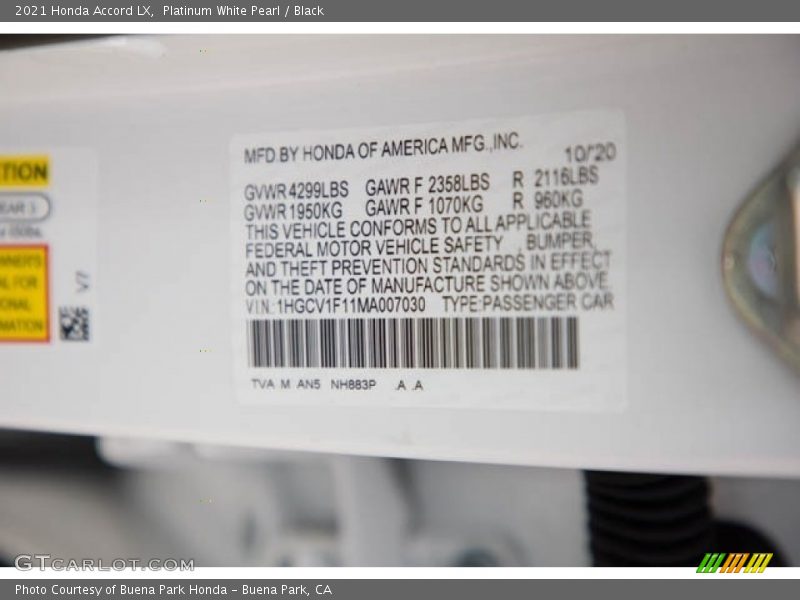 2021 Honda Accord LX,  Platinum White Pearl / Black
MFD.BY HONDA OF AMERICA MFG.,INC. 10/'20
GVWR 4299LBS GAWR F 2358LBS R 2116LBS
GVWR 1950KG GAWR F 1070KG R 960KG
THIS VEHICLE CONFORMS TO ALL APPLICABLE
FEDERAL MOTOR VEHICLE SAFETY , BUMPER,
AND THEFT PREVENTION STANDARDS IN EFFECT
ON THE DATE OF MANUFACTURE SHOWN ABOVE.
V.I.N.:1HGCV1F11MA007030 TYPE:PASSENGER CAR
TVA M AN5 NH883P .A .A
TION
V7
GTCARLOT.COM
Photo Courtesy of Buena Park Honda – Buena Park, CA